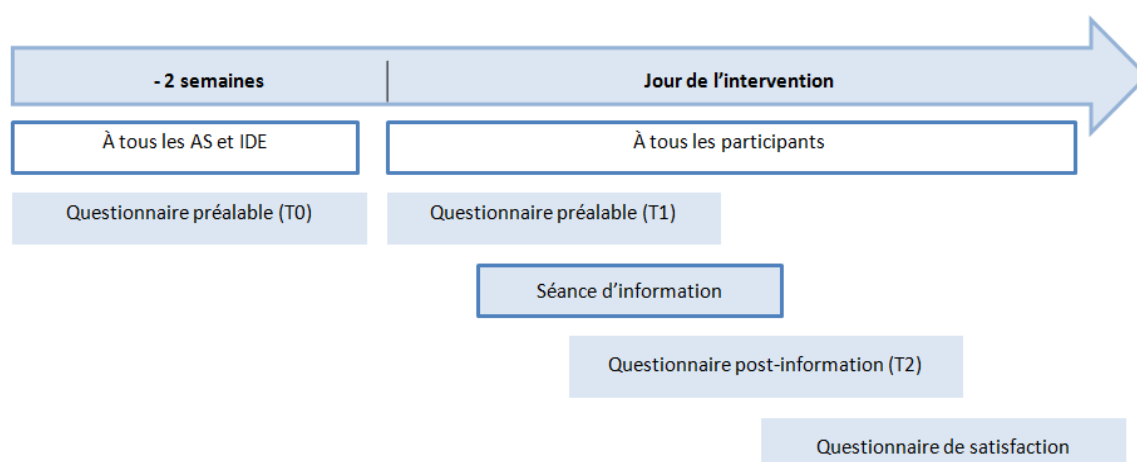 - 2 semaines
Jour de l’intervention
À tous les AS et IDE
À tous les participants
Questionnaire préalable (T0)
Questionnaire préalable (T1)
Séance d’information
Questionnaire post-information (T2)
Questionnaire de satisfaction